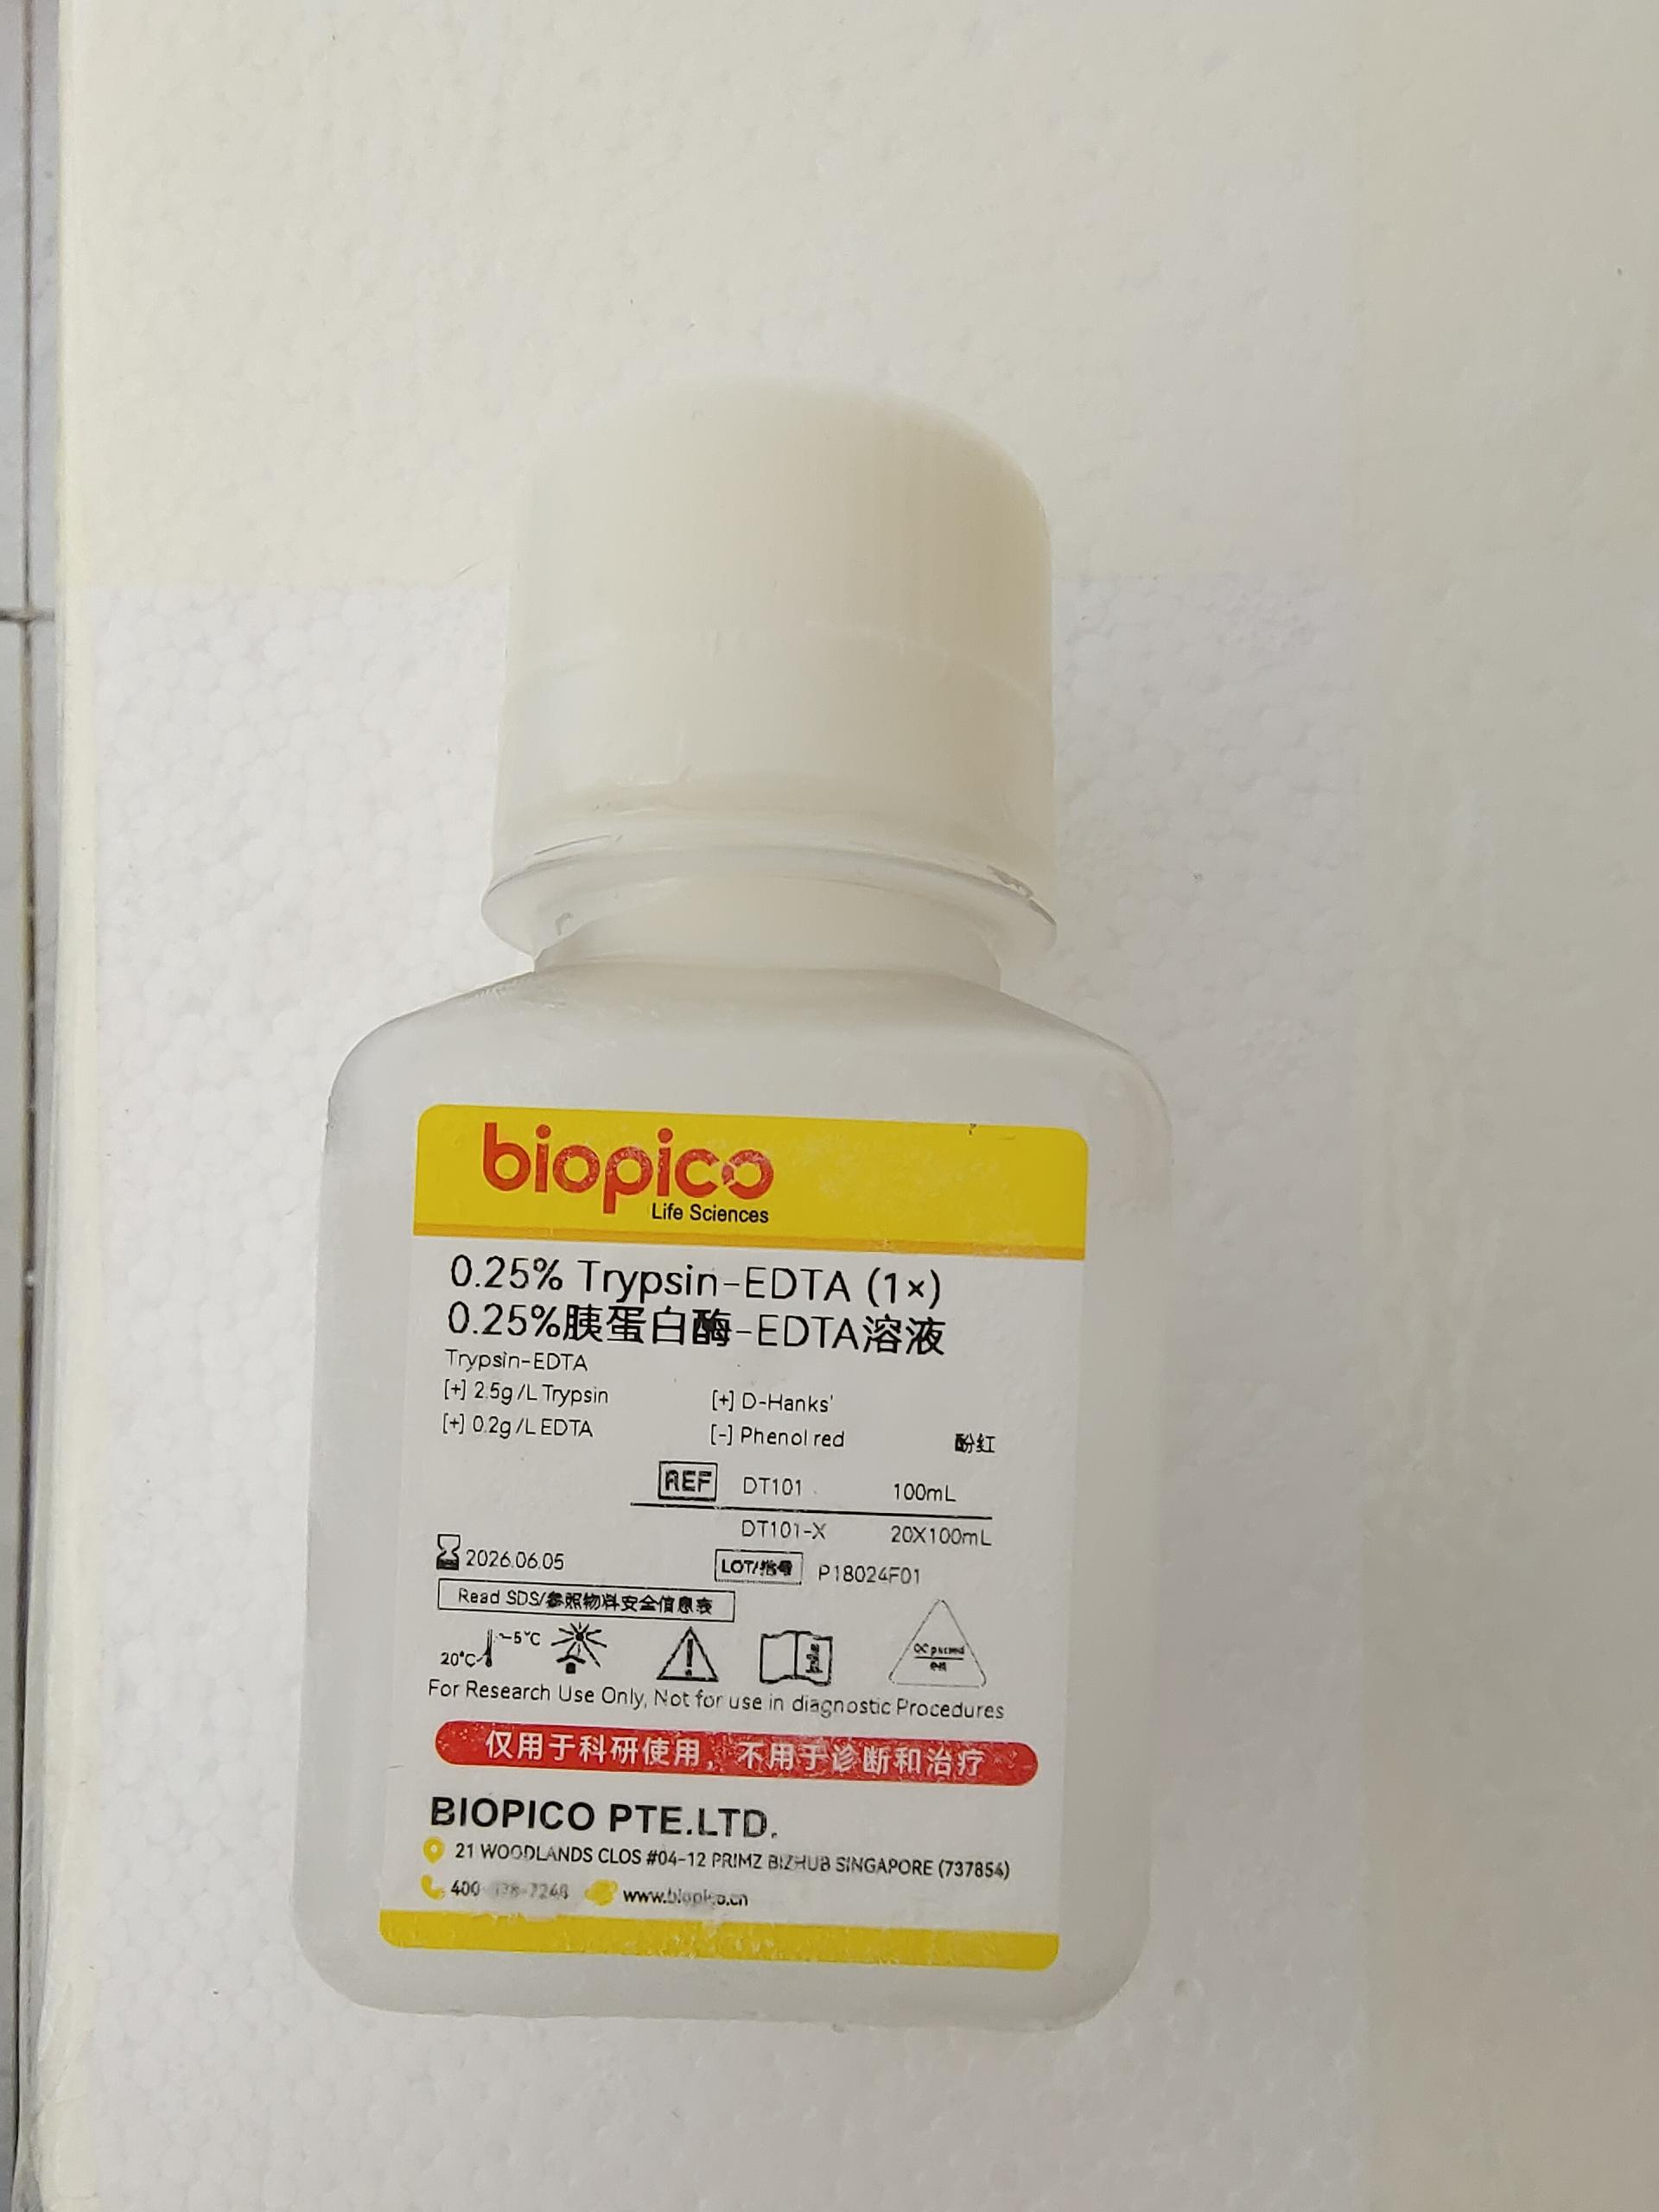 biopico
Life Sciences
0.25% Trypsin-EDTA (1×)
0.25%胰蛋白酶-EDTA溶液
Trypsin-EDTA
[+] 2.5g/L Trypsin [+] D-Hanks'
[+] 0.2g/L EDTA [-] Phenol red 酚红
REF DT101 100mL
DT101-X 20X100mL
2026.06.05 LOT/批号 P18024F01
Read SDS/参照物料安全信息表
20°C ~-5°C
For Research Use Only, Not for use in diagnostic Procedures
仅用于科研使用，不用于诊断和治疗
BIOPICO PTE.LTD.
21 WOODLANDS CLOS #04-12 PRIMZ BIZHUB SINGAPORE (737854)
400 www.biopico.cn